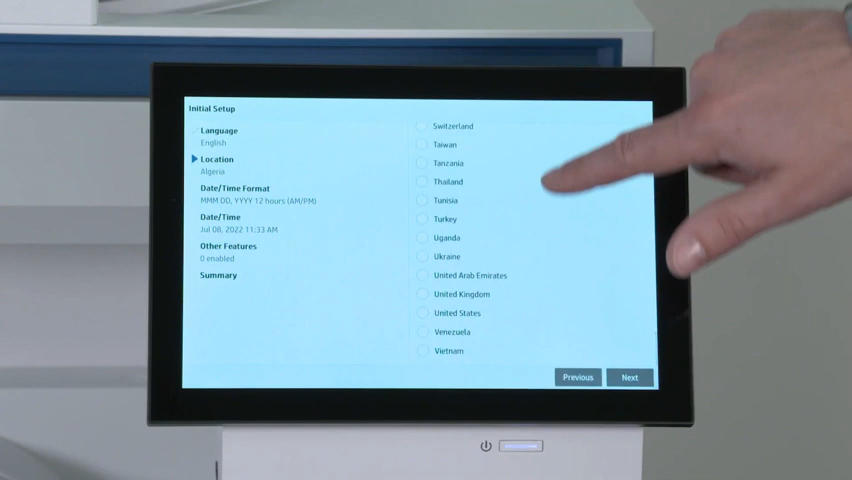 Initial Setup
Language
English
Location
Algeria
Date/Time Format
MMM DD, YYYY 12 hours (AM/PM)
Date/Time
Jul 08, 2022 11:33 AM
Other Features
0 enabled
Summary
Switzerland
Taiwan
Tanzania
Thailand
Tunisia
Turkey
Uganda
Ukraine
United Arab Emirates
United Kingdom
United States
Venezuela
Vietnam
Previous
Next